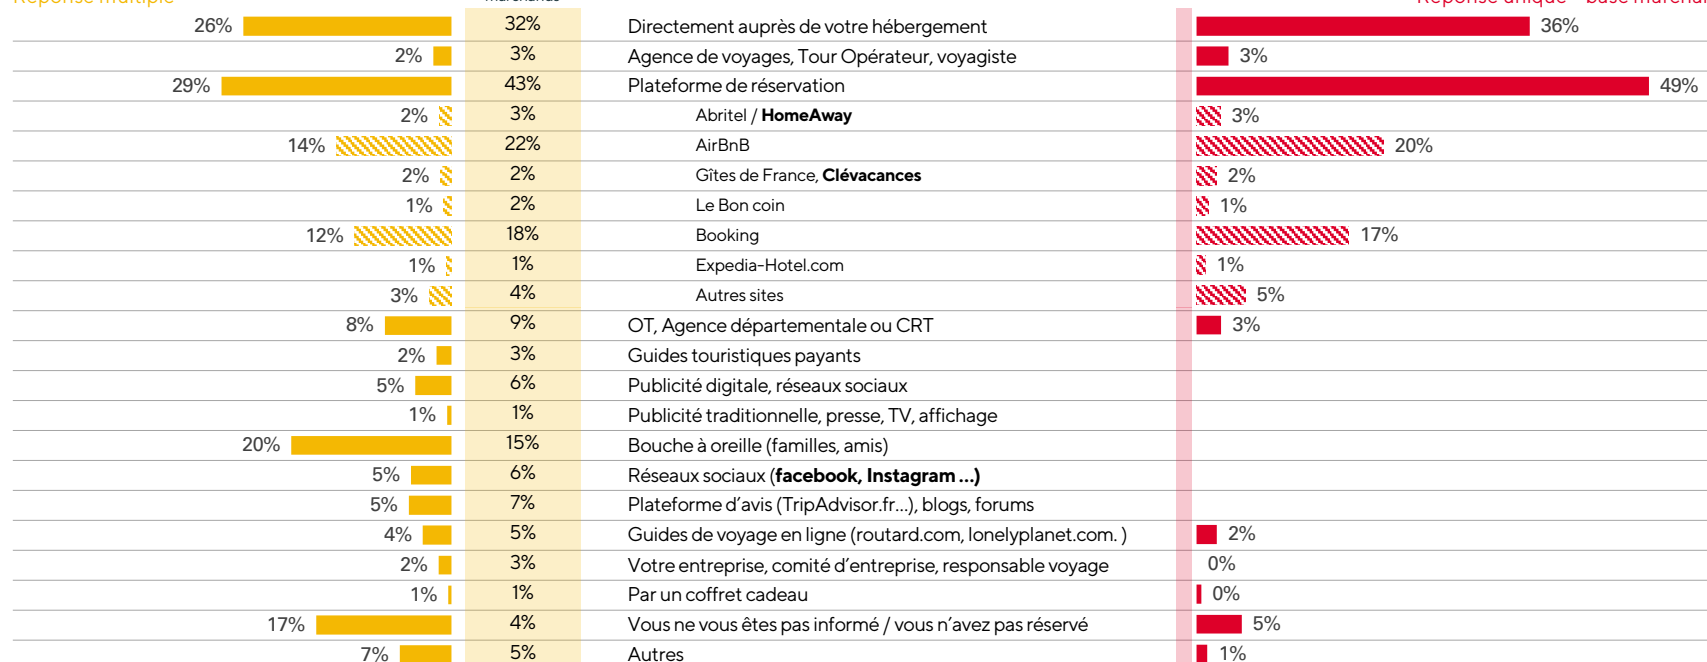 Réponse multiple
marchands
Réponse unique
base marchan
26% 32% Directement auprès de votre hébergement 36%
2% 3% Agence de voyages, Tour Opérateur, voyagiste 3%
29% 43% Plateforme de réservation 49%
2% 3% Abritel / HomeAway 3%
14% 22% AirBnB 20%
2% 2% Gîtes de France, Clévacances 2%
1% 2% Le Bon coin 1%
12% 18% Booking 17%
1% 1% Expedia-Hotel.com 1%
3% 4% Autres sites 5%
8% 9% OT, Agence départementale ou CRT 3%
2% 3% Guides touristiques payants
5% 6% Publicité digitale, réseaux sociaux
1% 1% Publicité traditionnelle, presse, TV, affichage
20% 15% Bouche à oreille (familles, amis)
5% 6% Réseaux sociaux (facebook, Instagram ...)
5% 7% Plateforme d'avis (TripAdvisor.fr...), blogs, forums
4% 5% Guides de voyage en ligne (routard.com, lonelyplanet.com. ) 2%
2% 3% Votre entreprise, comité d'entreprise, responsable voyage 0%
1% 1% Par un coffret cadeau 0%
17% 4% Vous ne vous êtes pas informé / vous n'avez pas réservé 5%
7% 5% Autres 1%